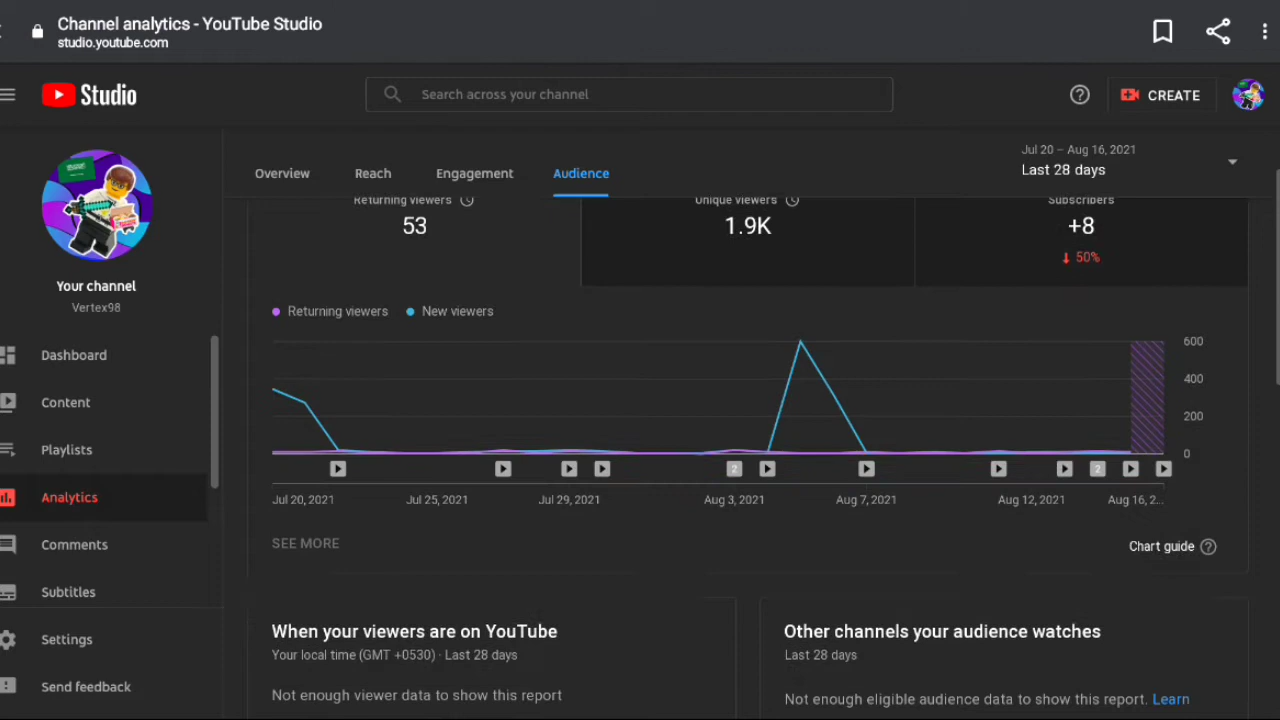 Channel analytics - YouTube Studio
studio.youtube.com
Studio
Search across your channel
CREATE
Your channel
Vertex98
Dashboard
Content
Playlists
Analytics
Comments
Subtitles
Settings
Send feedback
Overview Reach Engagement Audience
Jul 20 – Aug 16, 2021
Last 28 days
Returning viewers
53
Unique viewers
1.9K
Subscribers
+8
50%
Returning viewers New viewers
600
400
200
0
2 2
Jul 20, 2021 Jul 25, 2021 Jul 29, 2021 Aug 3, 2021 Aug 7, 2021 Aug 12, 2021 Aug 16, 2...
SEE MORE
Chart guide
When your viewers are on YouTube
Your local time (GMT +0530) · Last 28 days
Not enough viewer data to show this report
Other channels your audience watches
Last 28 days
Not enough eligible audience data to show this report. Learn